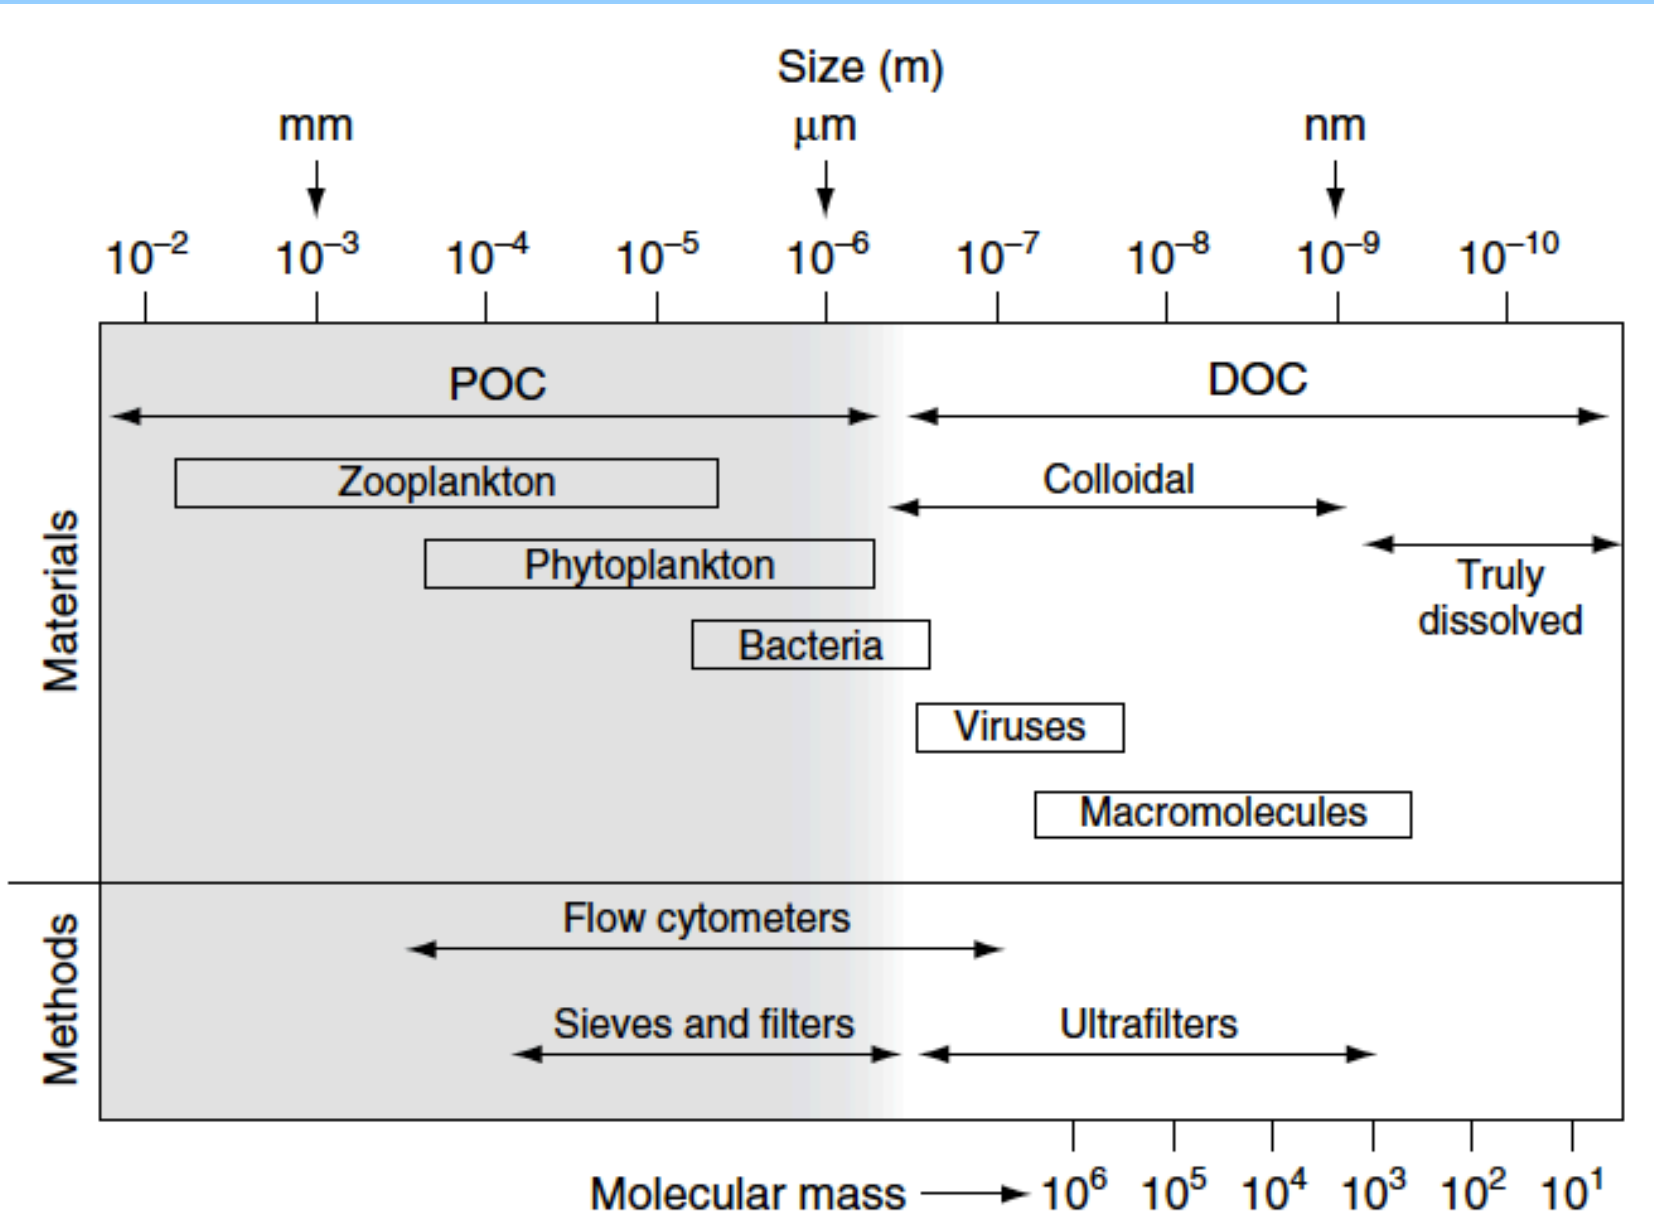 Size (m)
mm μm nm
10⁻² 10⁻³ 10⁻⁴ 10⁻⁵ 10⁻⁶ 10⁻⁷ 10⁻⁸ 10⁻⁹ 10⁻¹⁰
POC DOC
Materials
Zooplankton
Colloidal
Phytoplankton
Truly
dissolved
Bacteria
Viruses
Macromolecules
Methods
Flow cytometers
Sieves and filters Ultrafilters
Molecular mass 10⁶ 10⁵ 10⁴ 10³ 10² 10¹